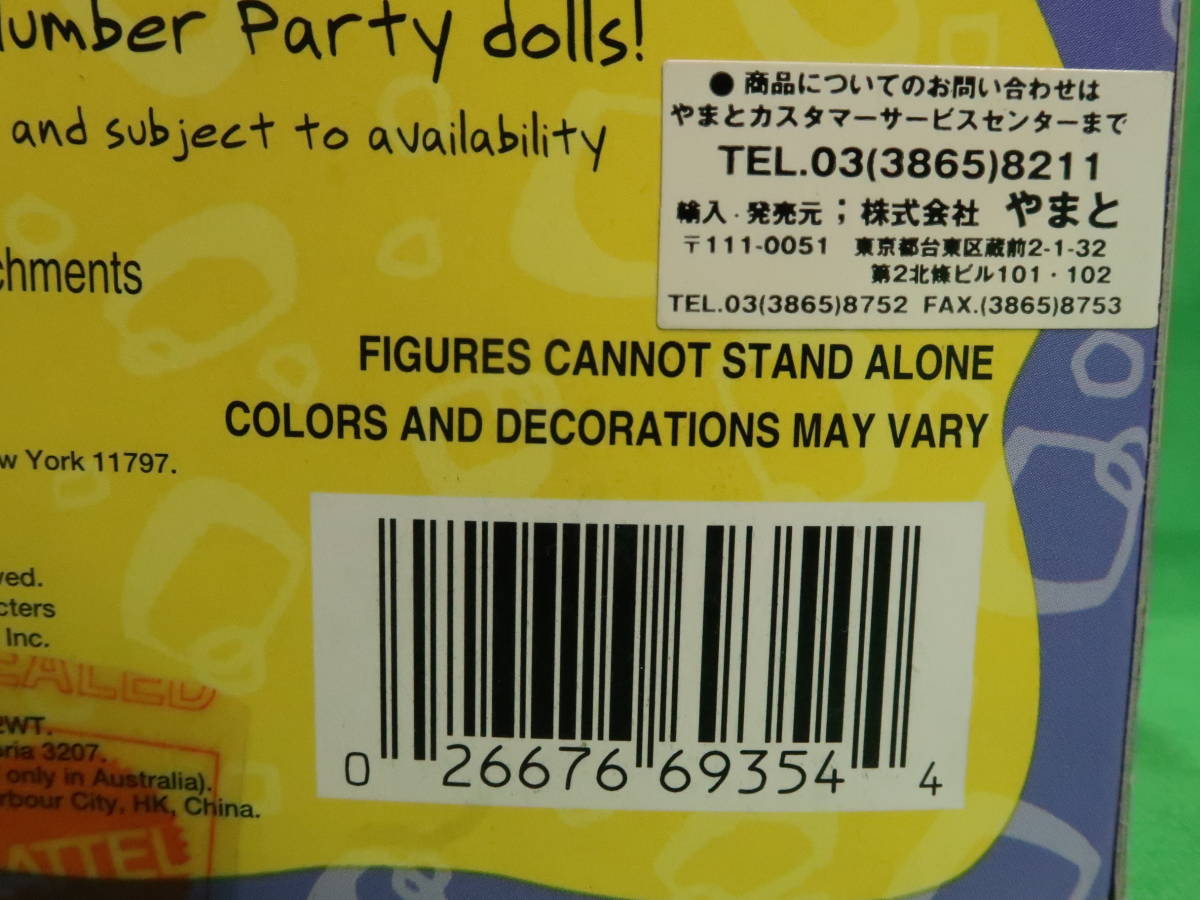 lumber Party dolls!
and subject to availability
chments
● 商品についてのお問い合わせは
やまとカスタマーサービスセンターまで
TEL.03(3865)8211
輸入・発売元；株式会社 やまと
〒111-0051 東京都台東区蔵前2-1-32
第2北條ビル101・102
TEL.03(3865)8752 FAX.(3865)8753
FIGURES CANNOT STAND ALONE
COLORS AND DECORATIONS MAY VARY
w York 11797.
ved.
cters
Inc.
EALED
2WT.
oria 3207.
only in Australia).
rbour City, HK, China.
ATTEL
0 26676 69354 4